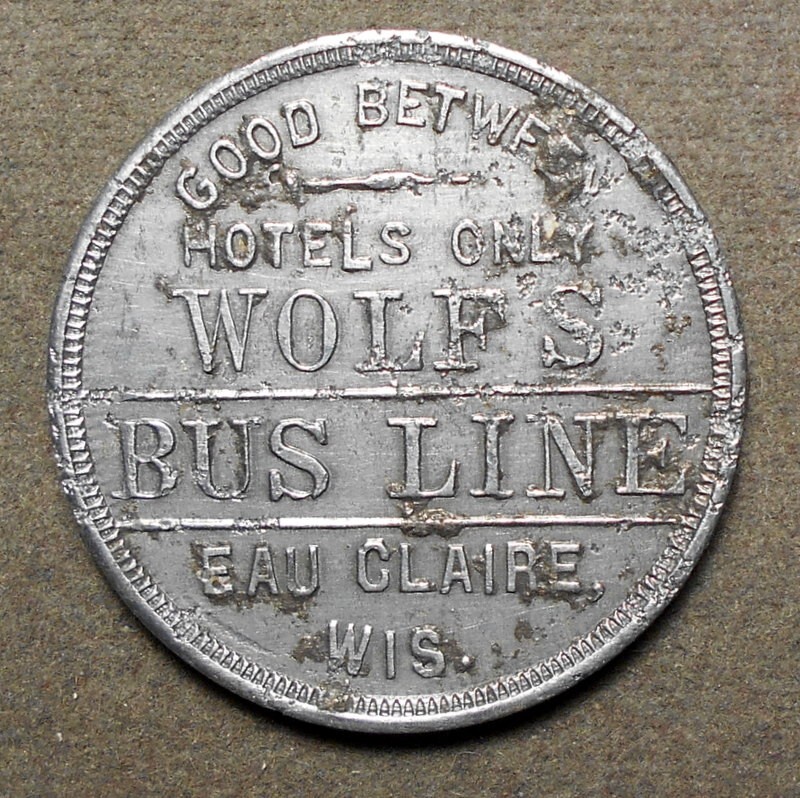 GOOD BETWEEN
HOTELS ONLY
WOLF'S
BUS LINE
EAU CLAIRE,
WIS.